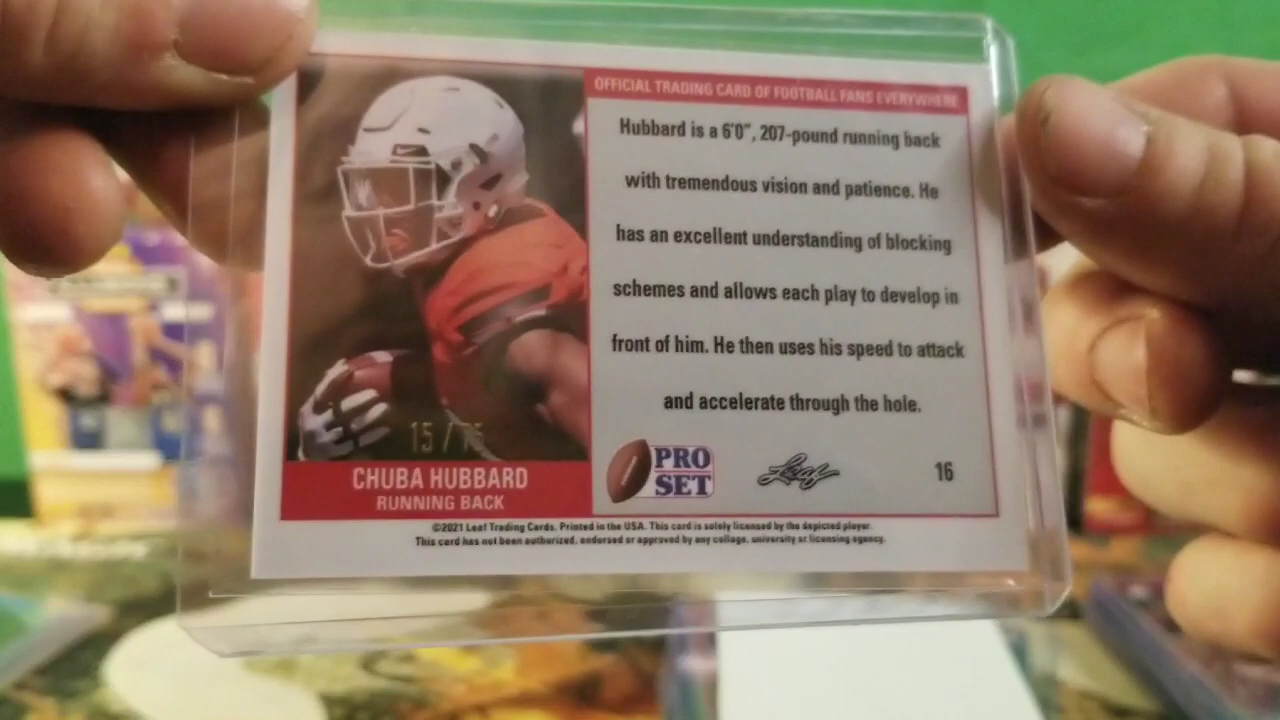 OFFICIAL TRADING CARD OF FOOTBALL FANS EVERYWHERE
Hubbard is a 6'0", 207-pound running back
with tremendous vision and patience. He
has an excellent understanding of blocking
schemes and allows each play to develop in
front of him. He then uses his speed to attack
and accelerate through the hole.
15/75
CHUBA HUBBARD
RUNNING BACK
PRO
SET
Leaf
16
©2021 Leaf Trading Cards. Printed in the USA. This card is solely licensed by the depicted player.
This card has not been authorized, endorsed or approved by any college, university or licensing agency.